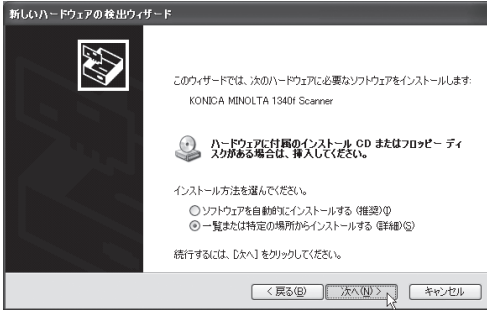 新しいハードウェアの検出ウィザード
このウィザードでは、次のハードウェアに必要なソフトウェアをインストールします:
KONICA MINOLTA 1340f Scanner
ハードウェアに付属のインストール CD またはフロッピー ディ
スクがある場合は、挿入してください。
インストール方法を選んでください。
ソフトウェアを自動的にインストールする (推奨)(I)
一覧または特定の場所からインストールする (詳細)(S)
続行するには、[次へ] をクリックしてください。
< 戻る(B) 次へ(N) > キャンセル